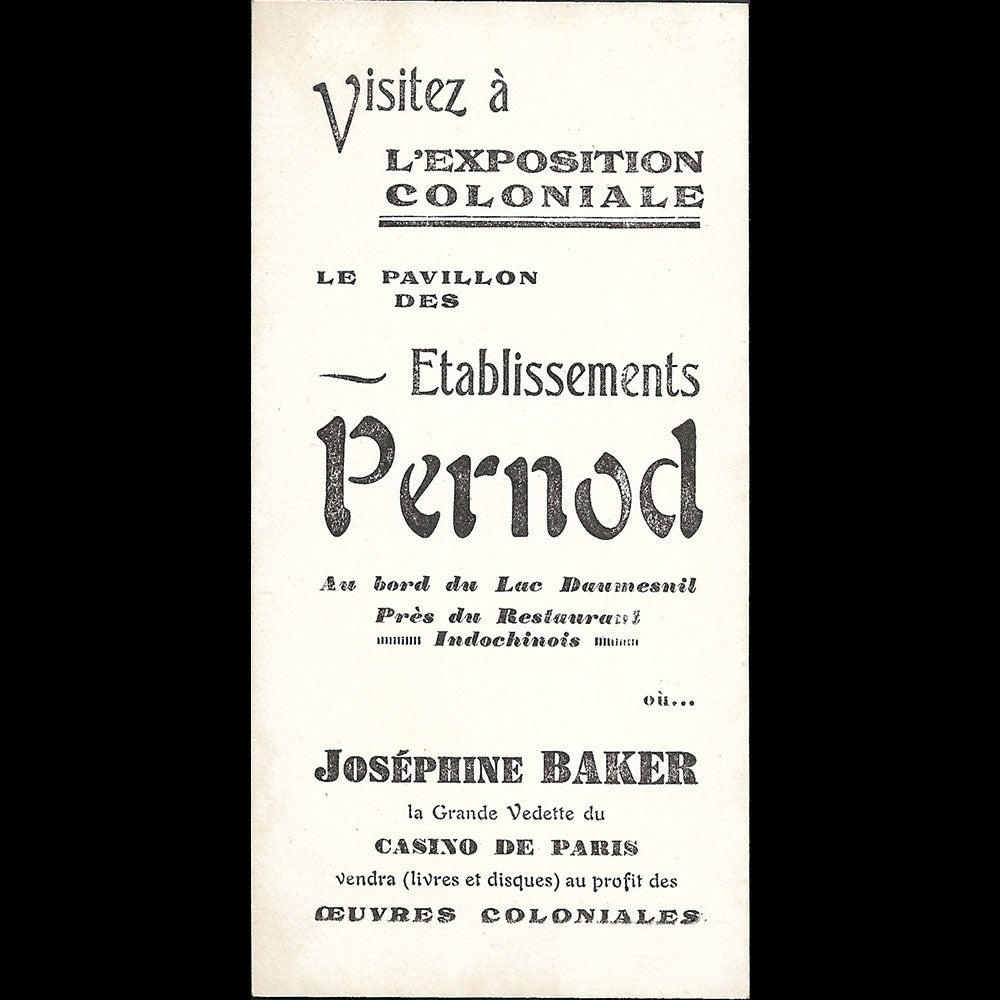 Visitez à
L'EXPOSITION
COLONIALE
LE PAVILLON
DES
Etablissements
Pernod
Au bord du Lac Daumesnil
Près du Restaurant
Indochinois
où...
JOSÉPHINE BAKER
la Grande Vedette du
CASINO DE PARIS
vendra (livres et disques) au profit des
ŒUVRES COLONIALES